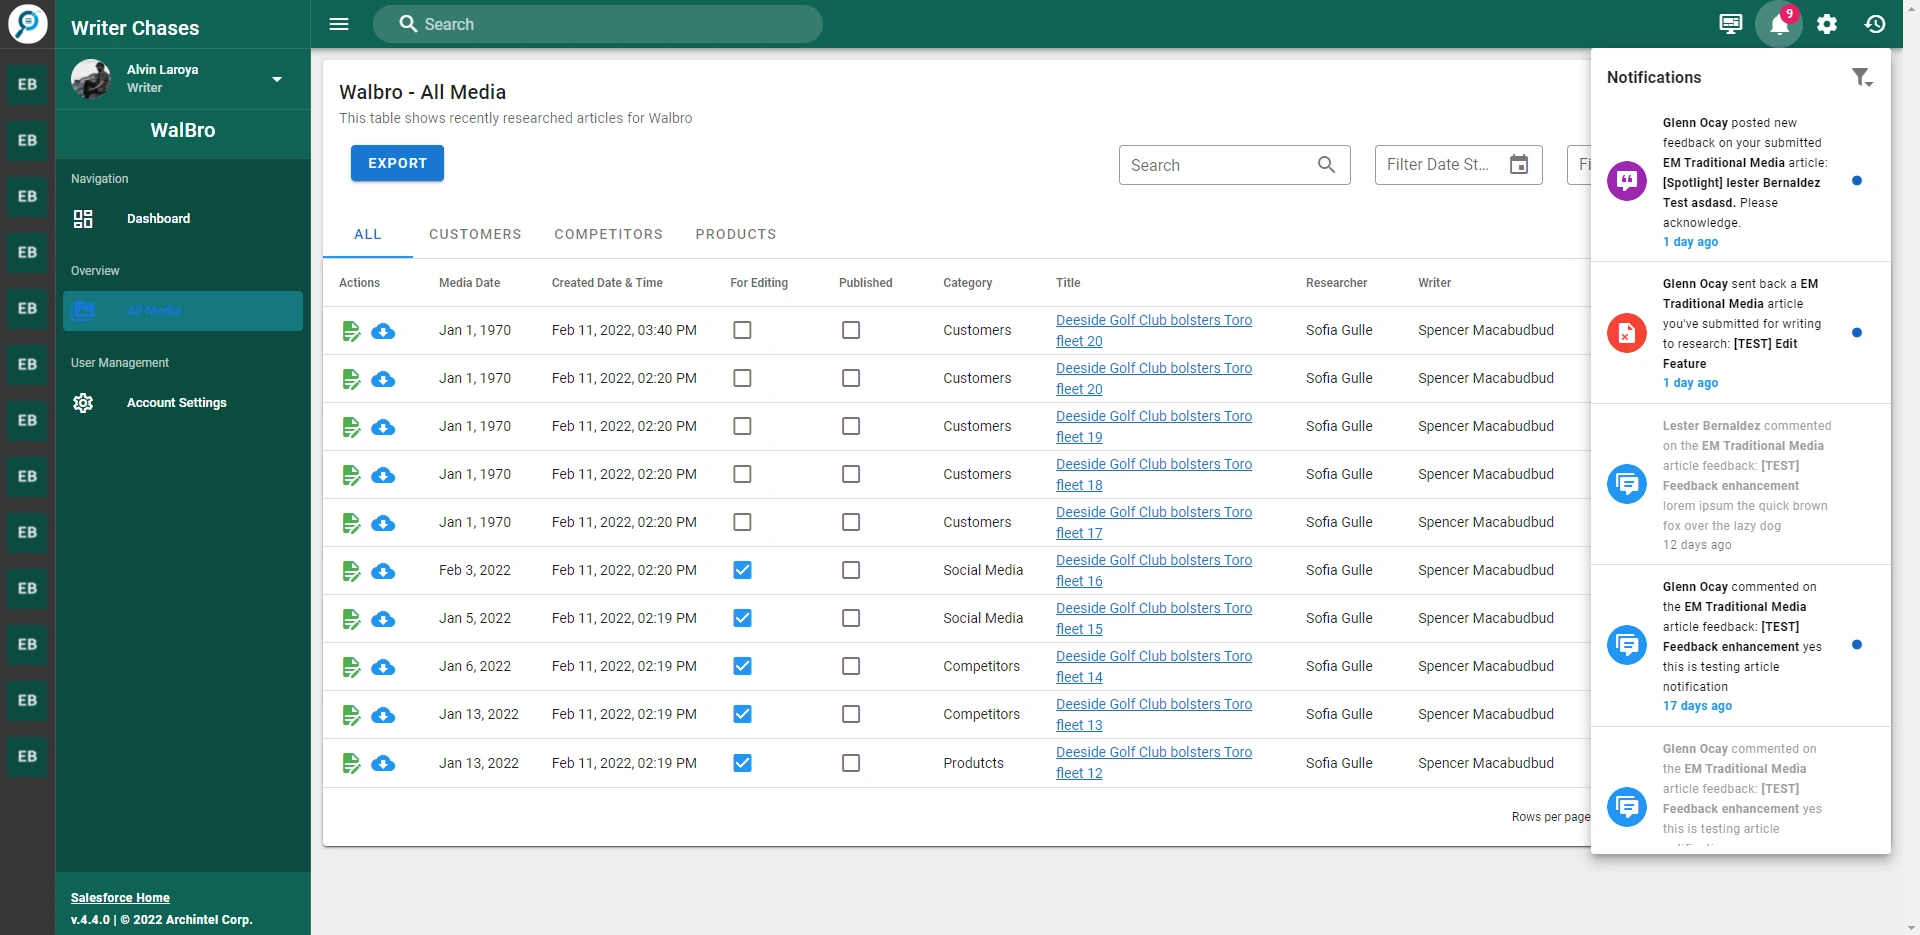 Writer Chases
Search
9
EB
EB
EB
EB
EB
EB
EB
EB
EB
EB
EB
EB
EB
Alvin Laroya
Writer
WalBro
Navigation
Dashboard
Overview
All Media
User Management
Account Settings
Salesforce Home
v.4.4.0 | © 2022 Archintel Corp.
Walbro - All Media
This table shows recently researched articles for Walbro
EXPORT
Search
Filter Date St...
Fi
ALL CUSTOMERS COMPETITORS PRODUCTS
Actions Media Date Created Date & Time For Editing Published Category Title Researcher Writer
Jan 1, 1970 Feb 11, 2022, 03:40 PM Customers Deeside Golf Club bolsters Toro Sofia Gulle Spencer Macabudbud
fleet 20
Jan 1, 1970 Feb 11, 2022, 02:20 PM Customers Deeside Golf Club bolsters Toro Sofia Gulle Spencer Macabudbud
fleet 20
Jan 1, 1970 Feb 11, 2022, 02:20 PM Customers Deeside Golf Club bolsters Toro Sofia Gulle Spencer Macabudbud
fleet 19
Jan 1, 1970 Feb 11, 2022, 02:20 PM Customers Deeside Golf Club bolsters Toro Sofia Gulle Spencer Macabudbud
fleet 18
Jan 1, 1970 Feb 11, 2022, 02:20 PM Customers Deeside Golf Club bolsters Toro Sofia Gulle Spencer Macabudbud
fleet 17
Feb 3, 2022 Feb 11, 2022, 02:20 PM Social Media Deeside Golf Club bolsters Toro Sofia Gulle Spencer Macabudbud
fleet 16
Jan 5, 2022 Feb 11, 2022, 02:19 PM Social Media Deeside Golf Club bolsters Toro Sofia Gulle Spencer Macabudbud
fleet 15
Jan 6, 2022 Feb 11, 2022, 02:19 PM Competitors Deeside Golf Club bolsters Toro Sofia Gulle Spencer Macabudbud
fleet 14
Jan 13, 2022 Feb 11, 2022, 02:19 PM Competitors Deeside Golf Club bolsters Toro Sofia Gulle Spencer Macabudbud
fleet 13
Jan 13, 2022 Feb 11, 2022, 02:19 PM Produtcts Deeside Golf Club bolsters Toro Sofia Gulle Spencer Macabudbud
fleet 12
Rows per page
Notifications
Glenn Ocay posted new
feedback on your submitted
EM Traditional Media article:
[Spotlight] lester Bernaldez
Test asdasd. Please
acknowledge.
1 day ago
Glenn Ocay sent back a EM
Traditional Media article
you've submitted for writing
to research: [TEST] Edit
Feature
1 day ago
Lester Bernaldez commented
on the EM Traditional Media
article feedback: [TEST]
Feedback enhancement
lorem ipsum the quick brown
fox over the lazy dog
12 days ago
Glenn Ocay commented on
the EM Traditional Media
article feedback: [TEST]
Feedback enhancement yes
this is testing article
notification
17 days ago
Glenn Ocay commented on
the EM Traditional Media
article feedback: [TEST]
Feedback enhancement yes
this is testing article